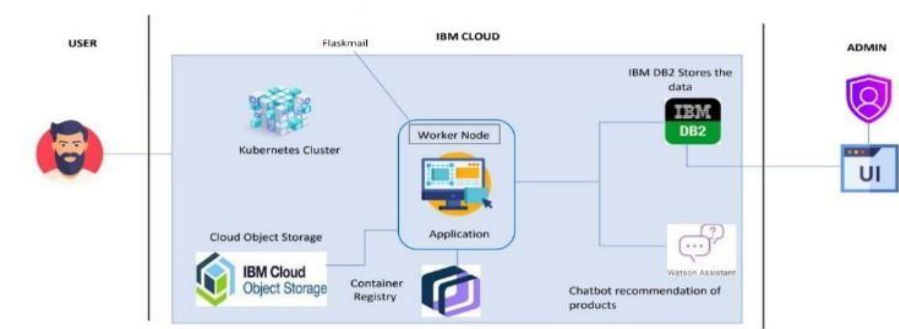 USER
Flaskmail
IBM CLOUD
ADMIN
IBM DB2 Stores the
data
IBM
DB2
Worker Node
Kubernetes Cluster
UI
Application
Cloud Object Storage
IBM Cloud
Object Storage
Container
Registry
Watson Assistant
Chatbot recommendation of
products